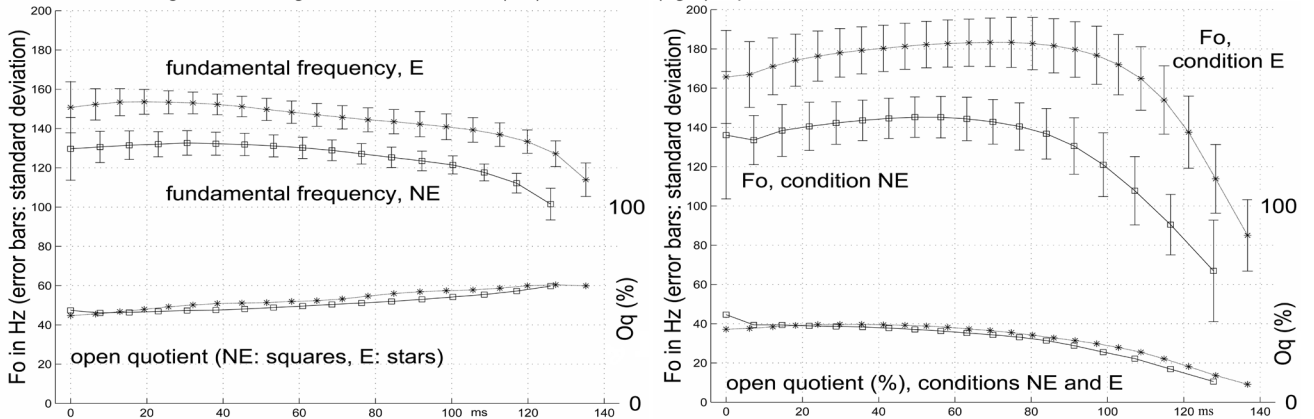 Fo in Hz (error bars: standard deviation)
200
180
160
140
120
100
80
60
40
20
0
fundamental frequency, E
fundamental frequency, NE
open quotient (NE: squares, E: stars)
0 20 40 60 80 100 ms 120 140
100
Oq (%)
0
Fo in Hz (error bars: standard deviation)
200
180
160
140
120
100
80
60
40
20
0
Fo,
condition E
Fo, condition NE
open quotient (%), conditions NE and E
0 20 40 60 80 100 120 ms 140
100
Oq (%)
0